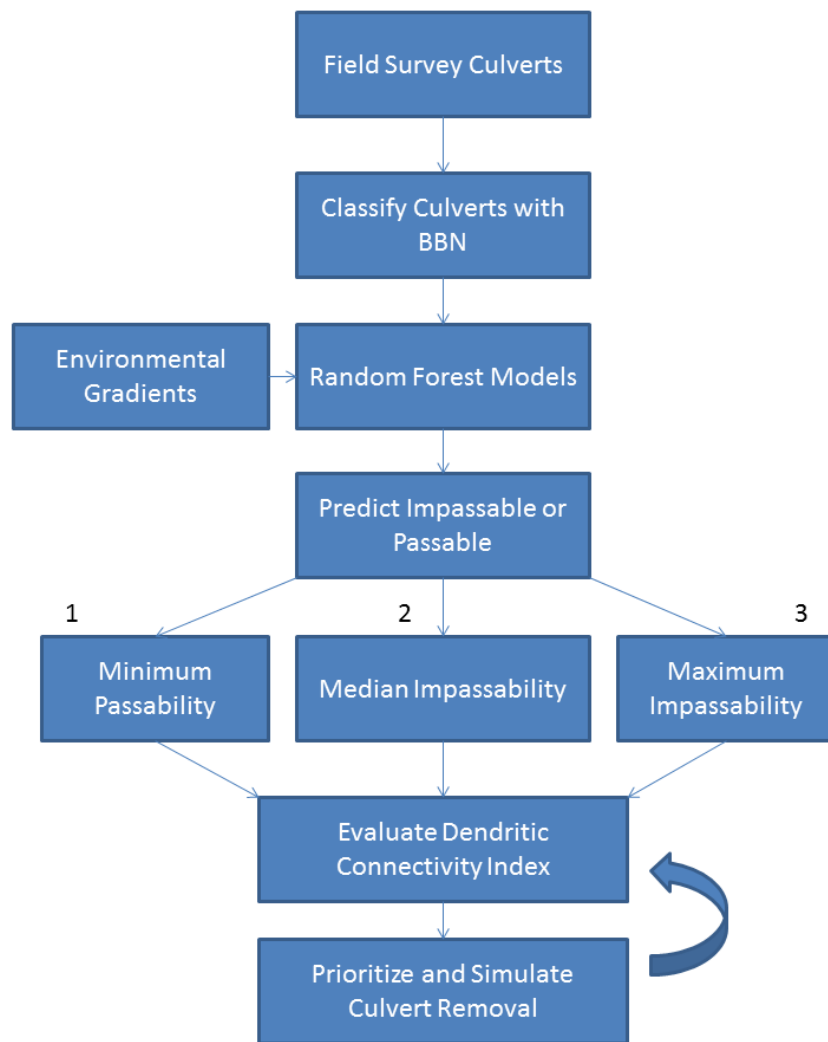 Field Survey Culverts
Classify Culverts with
BBN
Environmental
Gradients
Random Forest Models
Predict Impassable or
Passable
1
2
3
Minimum
Passability
Median Impassability
Maximum
Impassability
Evaluate Dendritic
Connectivity Index
Prioritize and Simulate
Culvert Removal